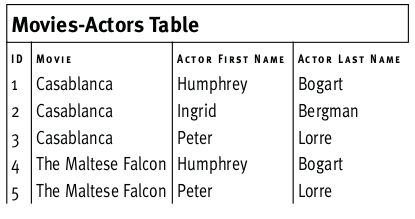 Movies-Actors Table
ID Movie Actor First Name Actor Last Name
1 Casablanca Humphrey Bogart
2 Casablanca Ingrid Bergman
3 Casablanca Peter Lorre
4 The Maltese Falcon Humphrey Bogart
5 The Maltese Falcon Peter Lorre